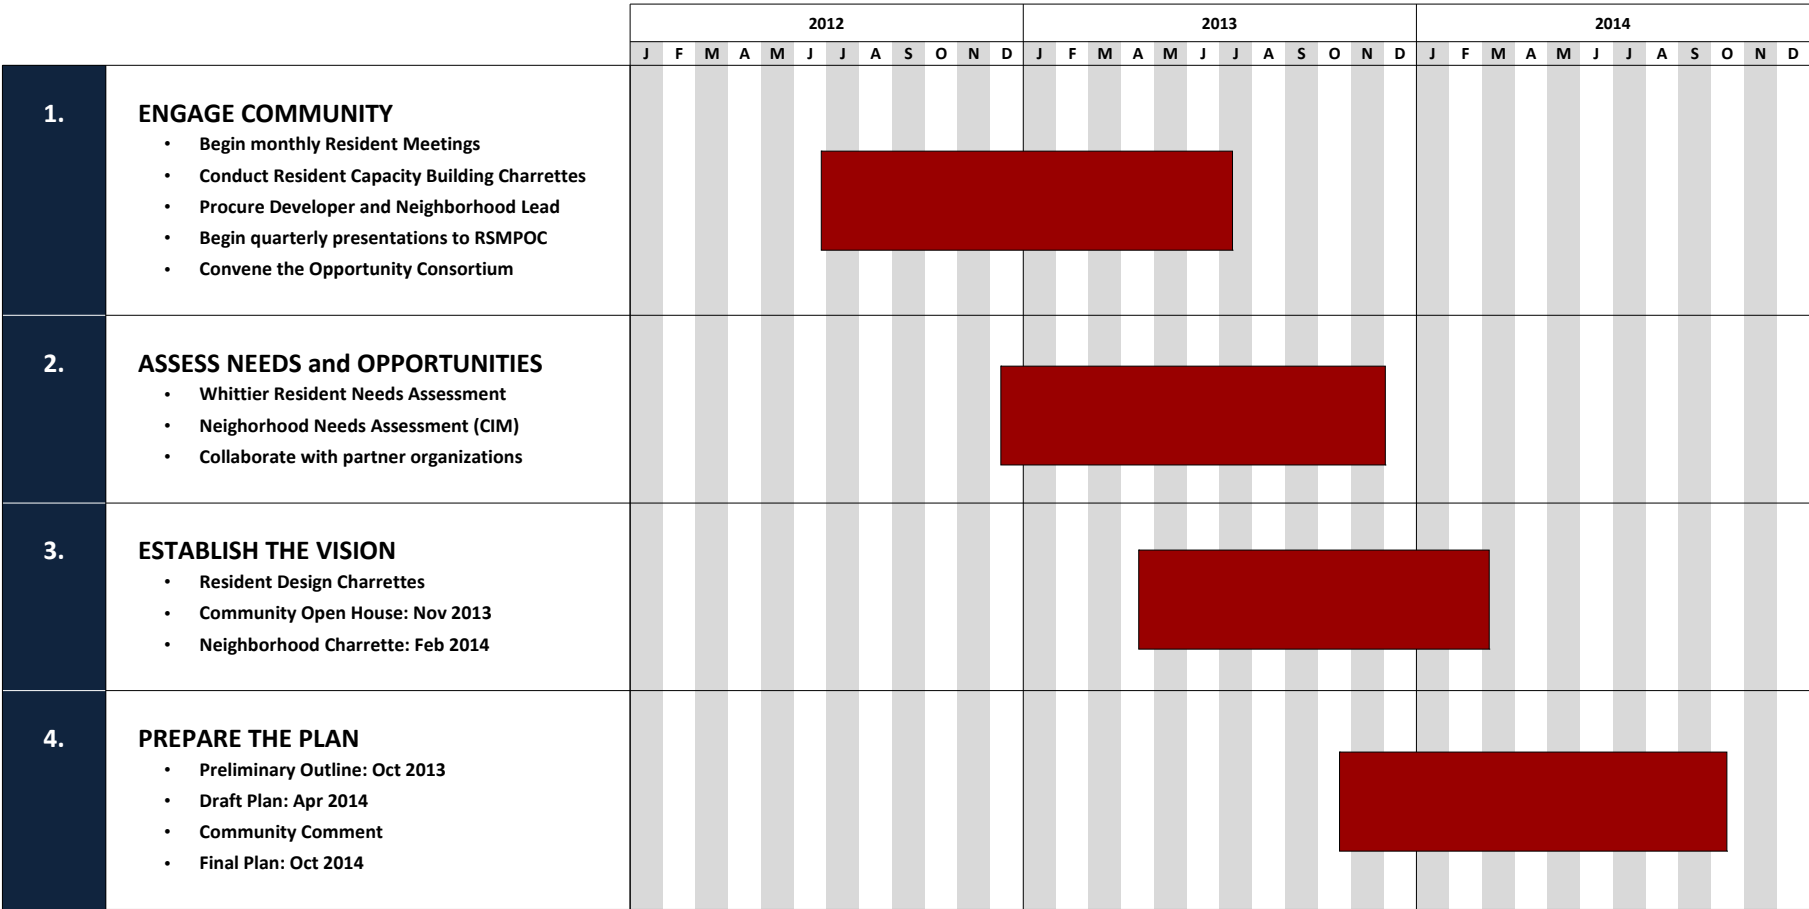 2012 2013 2014
J F M A M J J A S O N D J F M A M J J A S O N D J F M A M J J A S O N D
1. ENGAGE COMMUNITY
• Begin monthly Resident Meetings
• Conduct Resident Capacity Building Charrettes
• Procure Developer and Neighborhood Lead
• Begin quarterly presentations to RSMPOC
• Convene the Opportunity Consortium
2. ASSESS NEEDS and OPPORTUNITIES
• Whittier Resident Needs Assessment
• Neighorhood Needs Assessment (CIM)
• Collaborate with partner organizations
3. ESTABLISH THE VISION
• Resident Design Charrettes
• Community Open House: Nov 2013
• Neighborhood Charrette: Feb 2014
4. PREPARE THE PLAN
• Preliminary Outline: Oct 2013
• Draft Plan: Apr 2014
• Community Comment
• Final Plan: Oct 2014